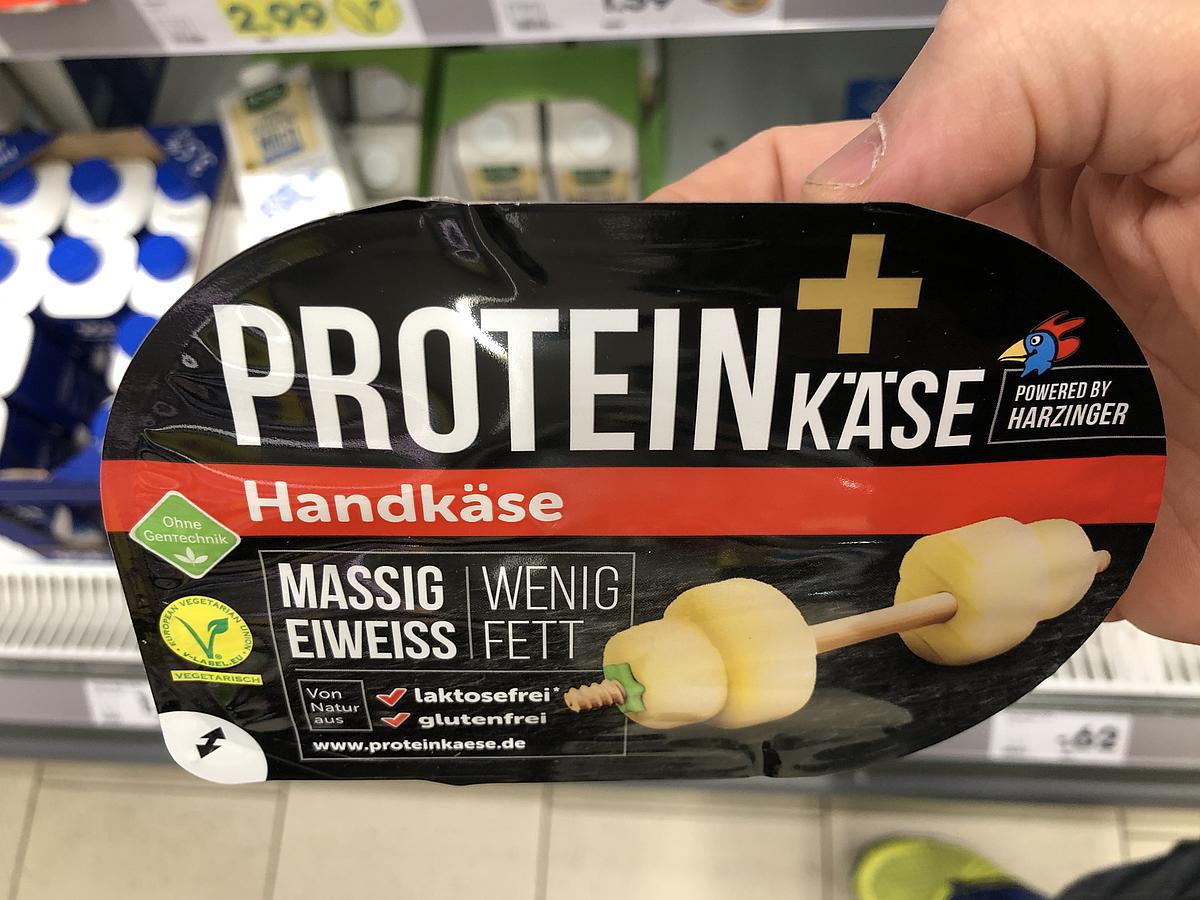 2,99
PROTEIN+
KÄSE
POWERED BY
HARZINGER
Handkäse
Ohne
GenTechnik
MASSIG
EIWEISS
WENIG
FETT
EUROPEAN VEGETARIAN UNION
V-LABEL.EU
VEGETARISCH
Von
Natur
aus
laktosefrei*
glutenfrei
www.proteinkaese.de